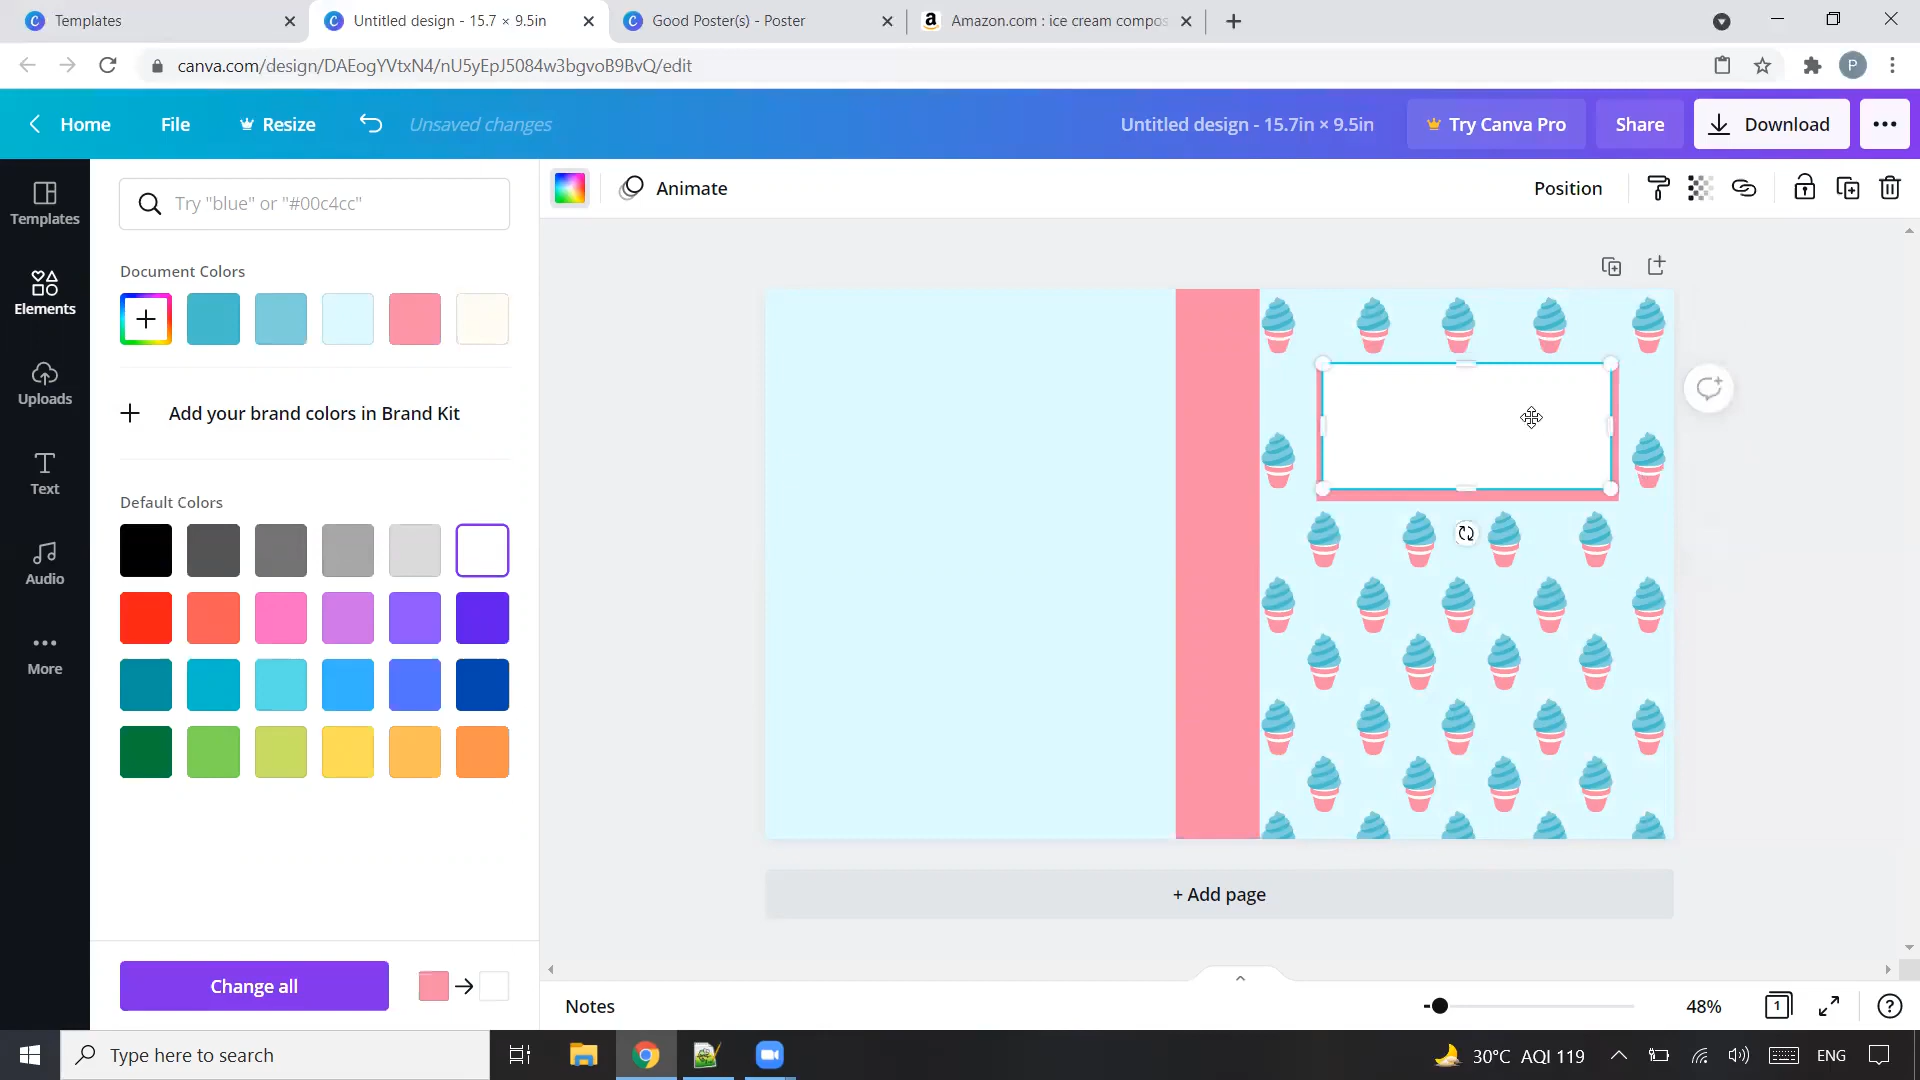 Templates
Untitled design - 15.7 × 9.5in
Good Poster(s) - Poster
Amazon.com : ice cream compos
canva.com/design/DAEogYVtxN4/nU5yEpJ5084w3bgvoB9BvQ/edit
P
Home
File
Resize
Unsaved changes
Untitled design - 15.7in × 9.5in
Try Canva Pro
Share
Download
Templates
Elements
Uploads
Text
Audio
More
Try "blue" or "#00c4cc"
Document Colors
Add your brand colors in Brand Kit
Default Colors
Change all
Animate
Position
+ Add page
Notes
48%
1
Type here to search
30°C AQI 119
ENG